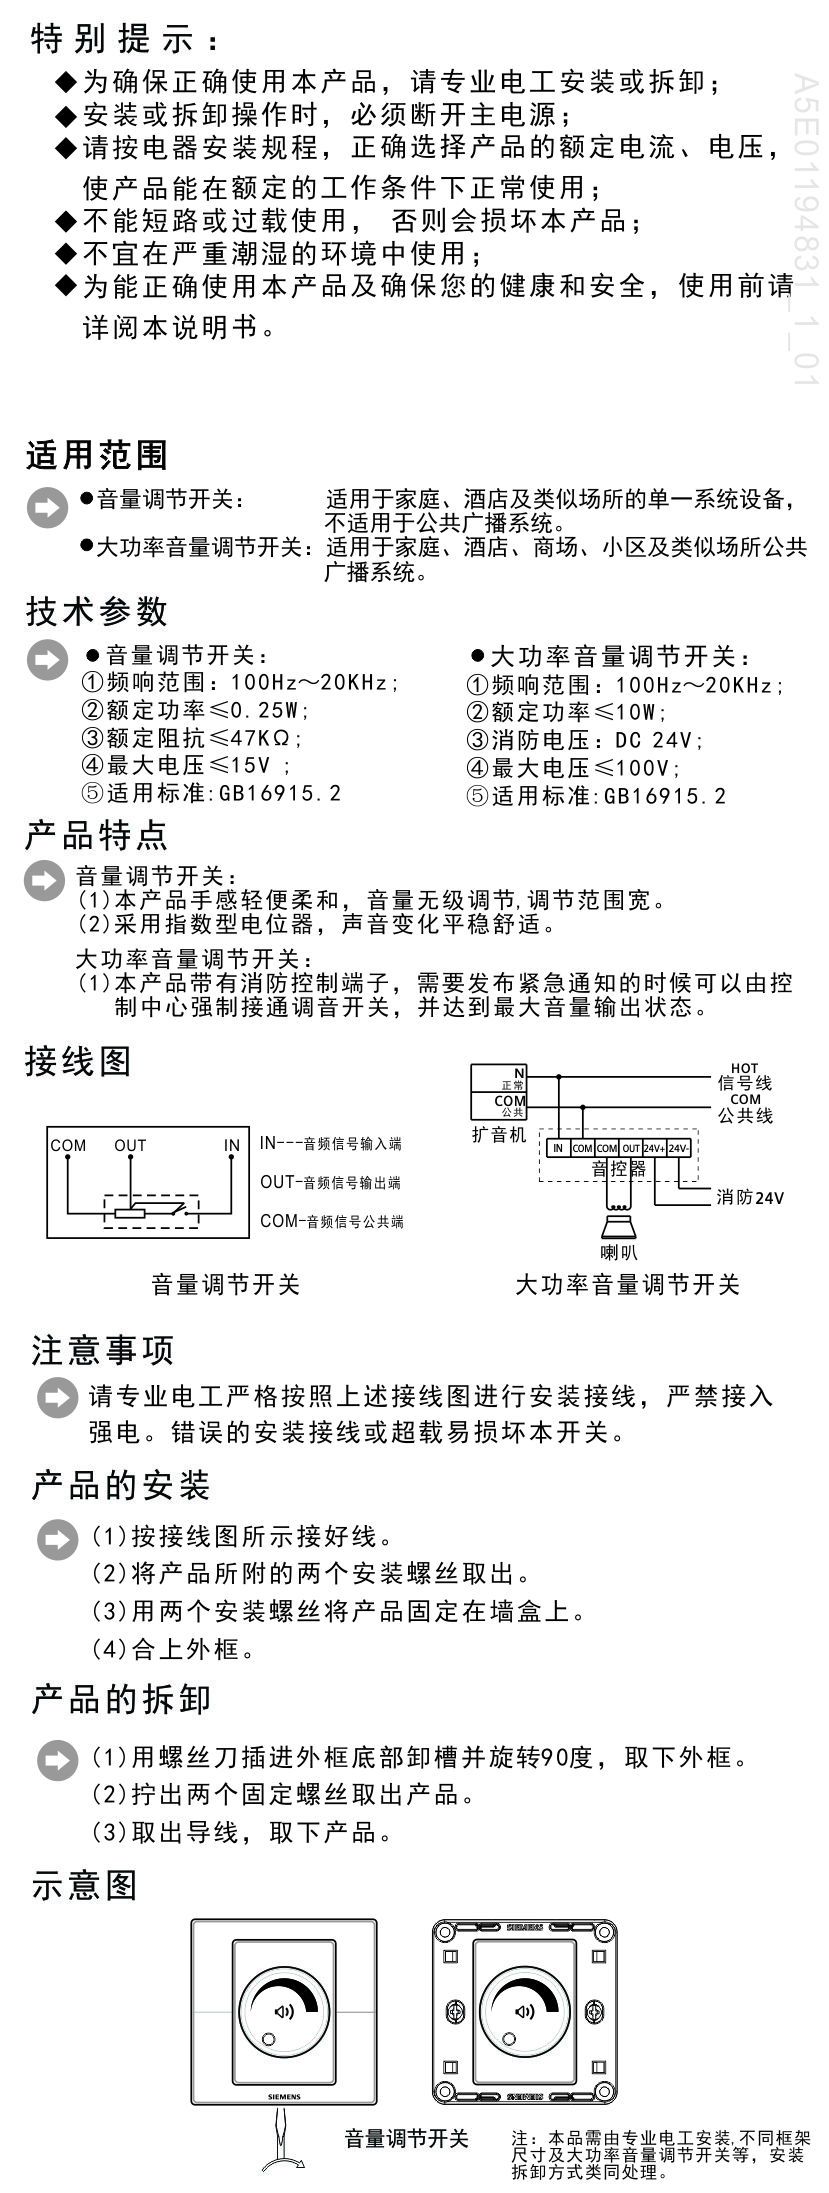 特别提示:
◆为确保正确使用本产品，请专业电工安装或拆卸；
◆安装或拆卸操作时，必须断开主电源；
◆请按电器安装规程，正确选择产品的额定电流、电压，
使产品能在额定的工作条件下正常使用；
◆不能短路或过载使用， 否则会损坏本产品；
◆不宜在严重潮湿的环境中使用；
◆为能正确使用本产品及确保您的健康和安全，使用前请
详阅本说明书。
A5E01194831_1_01
适用范围
●音量调节开关: 适用于家庭、酒店及类似场所的单一系统设备，
不适用于公共广播系统。
●大功率音量调节开关: 适用于家庭、酒店、商场、小区及类似场所公共
广播系统。
技术参数
●音量调节开关:
①频响范围: 100Hz～20KHz;
②额定功率≤0.25W;
③额定阻抗≤47KΩ;
④最大电压≤15V ;
⑤适用标准:GB16915.2
●大功率音量调节开关:
①频响范围: 100Hz～20KHz;
②额定功率≤10W;
③消防电压: DC 24V;
④最大电压≤100V;
⑤适用标准:GB16915.2
产品特点
音量调节开关:
(1)本产品手感轻便柔和，音量无级调节,调节范围宽。
(2)采用指数型电位器，声音变化平稳舒适。
大功率音量调节开关:
(1)本产品带有消防控制端子，需要发布紧急通知的时候可以由控
制中心强制接通调音开关，并达到最大音量输出状态。
接线图
COM OUT IN
IN---音频信号输入端
OUT-音频信号输出端
COM-音频信号公共端
音量调节开关
N
正常
COM
公共
扩音机
HOT
信号线
COM
公共线
IN COM COM OUT 24V+ 24V-
音控器
消防24V
喇叭
大功率音量调节开关
注意事项
请专业电工严格按照上述接线图进行安装接线，严禁接入
强电。错误的安装接线或超载易损坏本开关。
产品的安装
(1)按接线图所示接好线。
(2)将产品所附的两个安装螺丝取出。
(3)用两个安装螺丝将产品固定在墙盒上。
(4)合上外框。
产品的拆卸
(1)用螺丝刀插进外框底部卸槽并旋转90度，取下外框。
(2)拧出两个固定螺丝取出产品。
(3)取出导线，取下产品。
示意图
SIEMENS
SIEMENS
SIEMENS
音量调节开关
注：本品需由专业电工安装,不同框架
尺寸及大功率音量调节开关等，安装
拆卸方式类同处理。